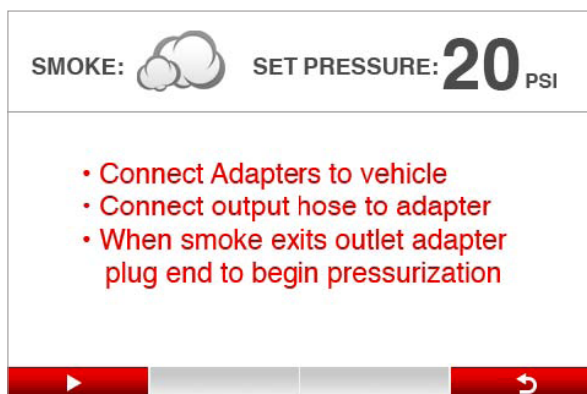 SMOKE: SET PRESSURE: 20 PSI
• Connect Adapters to vehicle
• Connect output hose to adapter
• When smoke exits outlet adapter
plug end to begin pressurization